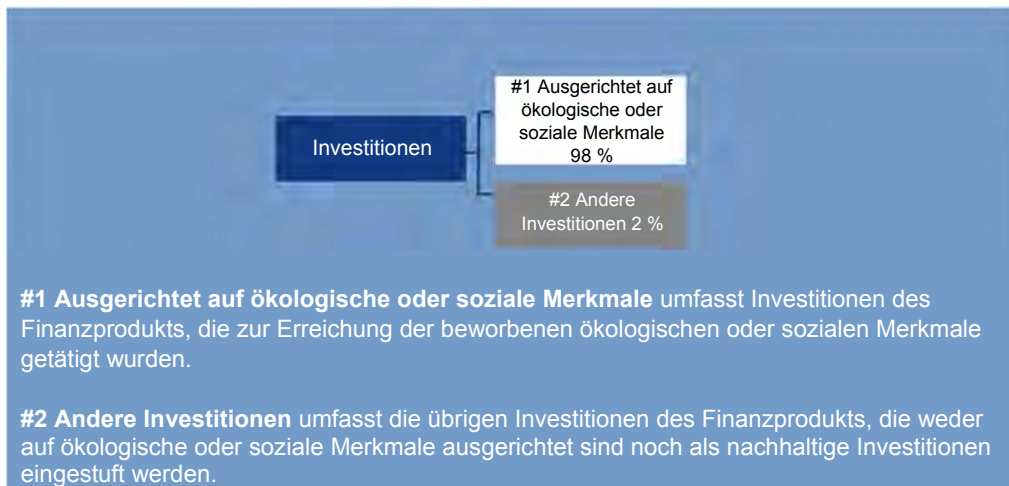 #1 Ausgerichtet auf
ökologische oder
soziale Merkmale
98 %
Investitionen
#2 Andere
Investitionen 2 %
#1 Ausgerichtet auf ökologische oder soziale Merkmale umfasst Investitionen des
Finanzprodukts, die zur Erreichung der beworbenen ökologischen oder sozialen Merkmale
getätigt wurden.
#2 Andere Investitionen umfasst die übrigen Investitionen des Finanzprodukts, die weder
auf ökologische oder soziale Merkmale ausgerichtet sind noch als nachhaltige Investitionen
eingestuft werden.